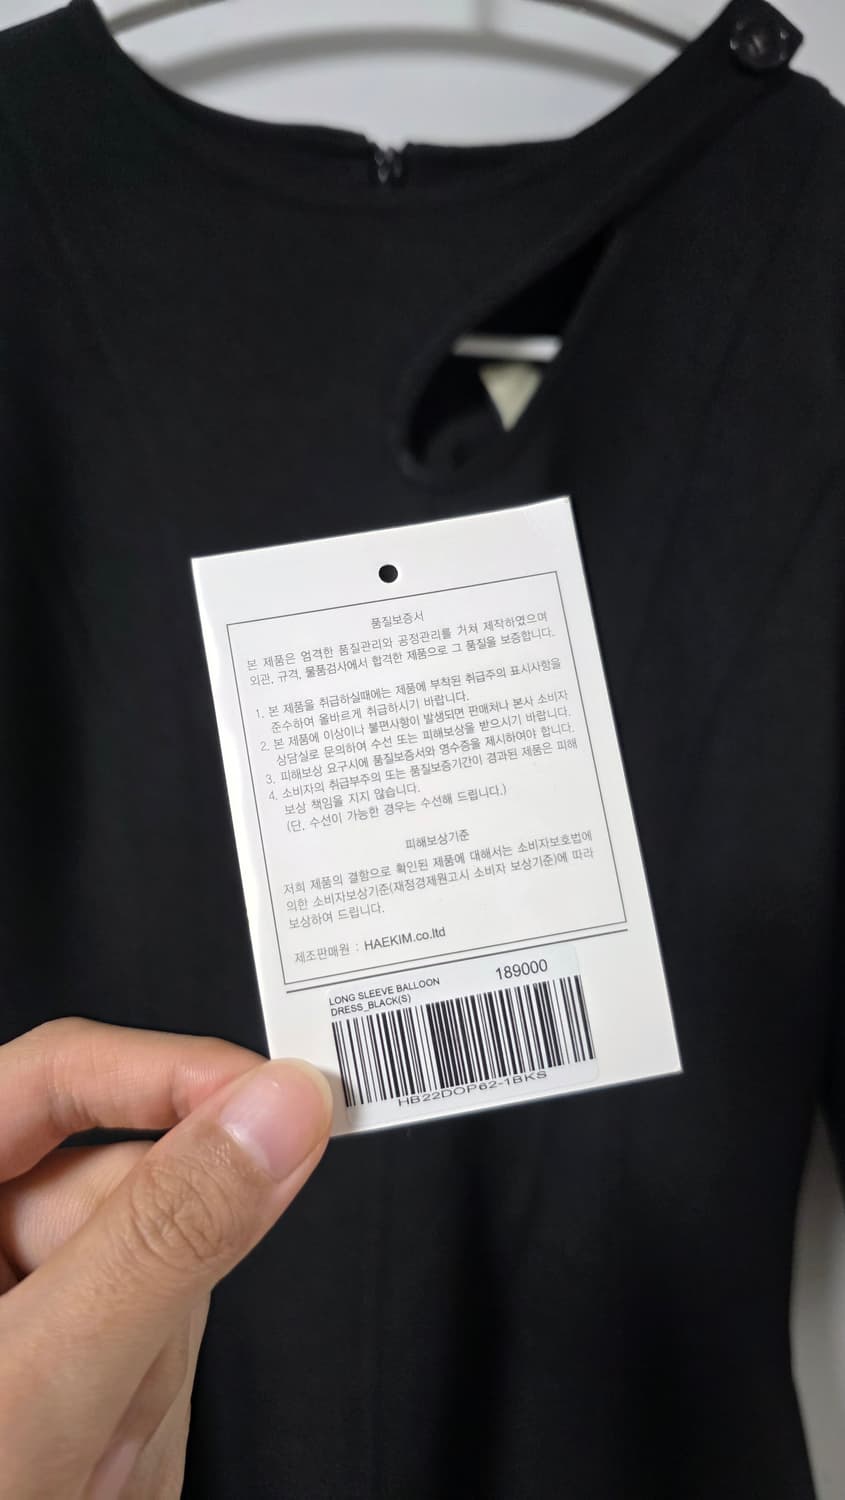 품질보증서
본 제품은 엄격한 품질관리와 공정관리를 거쳐 제작하였으며
외관, 규격, 물품검사에서 합격한 제품으로 그 품질을 보증합니다.
1. 본 제품을 취급하실때에는 제품에 부착된 취급주의 표시사항을
준수하여 올바르게 취급하시기 바랍니다.
2. 본 제품에 이상이나 불편사항이 발생되면 판매처나 본사 소비자
상담실로 문의하여 수선 또는 피해보상을 받으시기 바랍니다.
3. 피해보상 요구시에 품질보증서와 영수증을 제시하여야 합니다.
4. 소비자의 취급부주의 또는 품질보증기간이 경과된 제품은 피해
보상 책임을 지지 않습니다.
(단, 수선이 가능한 경우는 수선해 드립니다.)
피해보상기준
저희 제품의 결함으로 확인된 제품에 대해서는 소비자보호법에
의한 소비자보상기준(재정경제원고시 소비자 보상기준)에 따라
보상하여 드립니다.
제조판매원 : HAEKIM.co.ltd
LONG SLEEVE BALLOON 189000
DRESS_BLACK(S)
HB22DOP62-1BKS